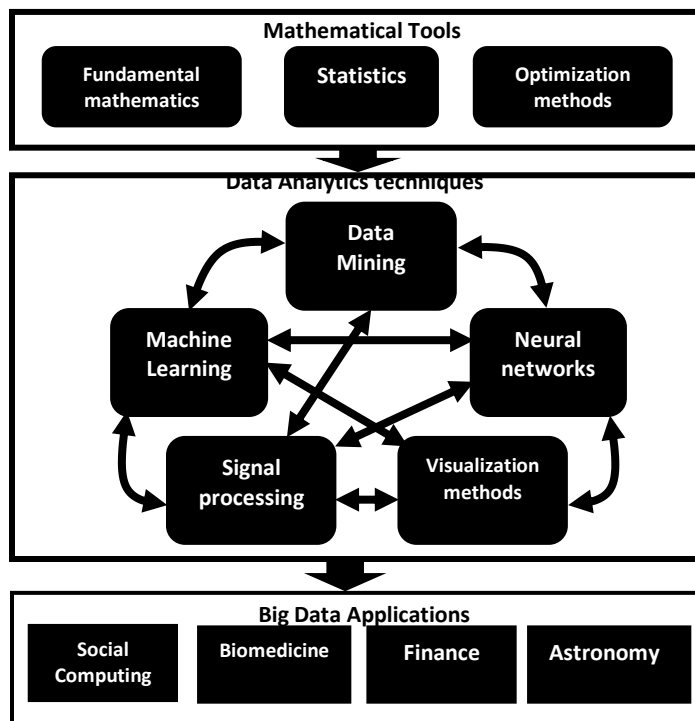 Mathematical Tools
Fundamental
mathematics
Statistics
Optimization
methods
Data Analytics techniques
Data
Mining
Machine
Learning
Neural
networks
Signal
processing
Visualization
methods
Big Data Applications
Social
Computing
Biomedicine
Finance
Astronomy